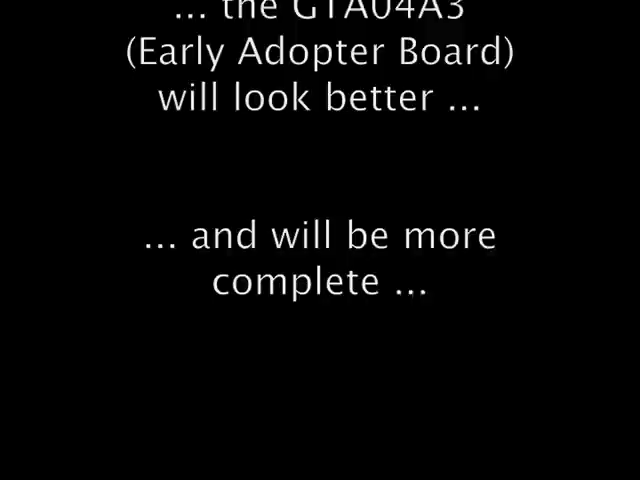 ... the GTA04A3
(Early Adopter Board)
will look better ...
... and will be more
complete ...